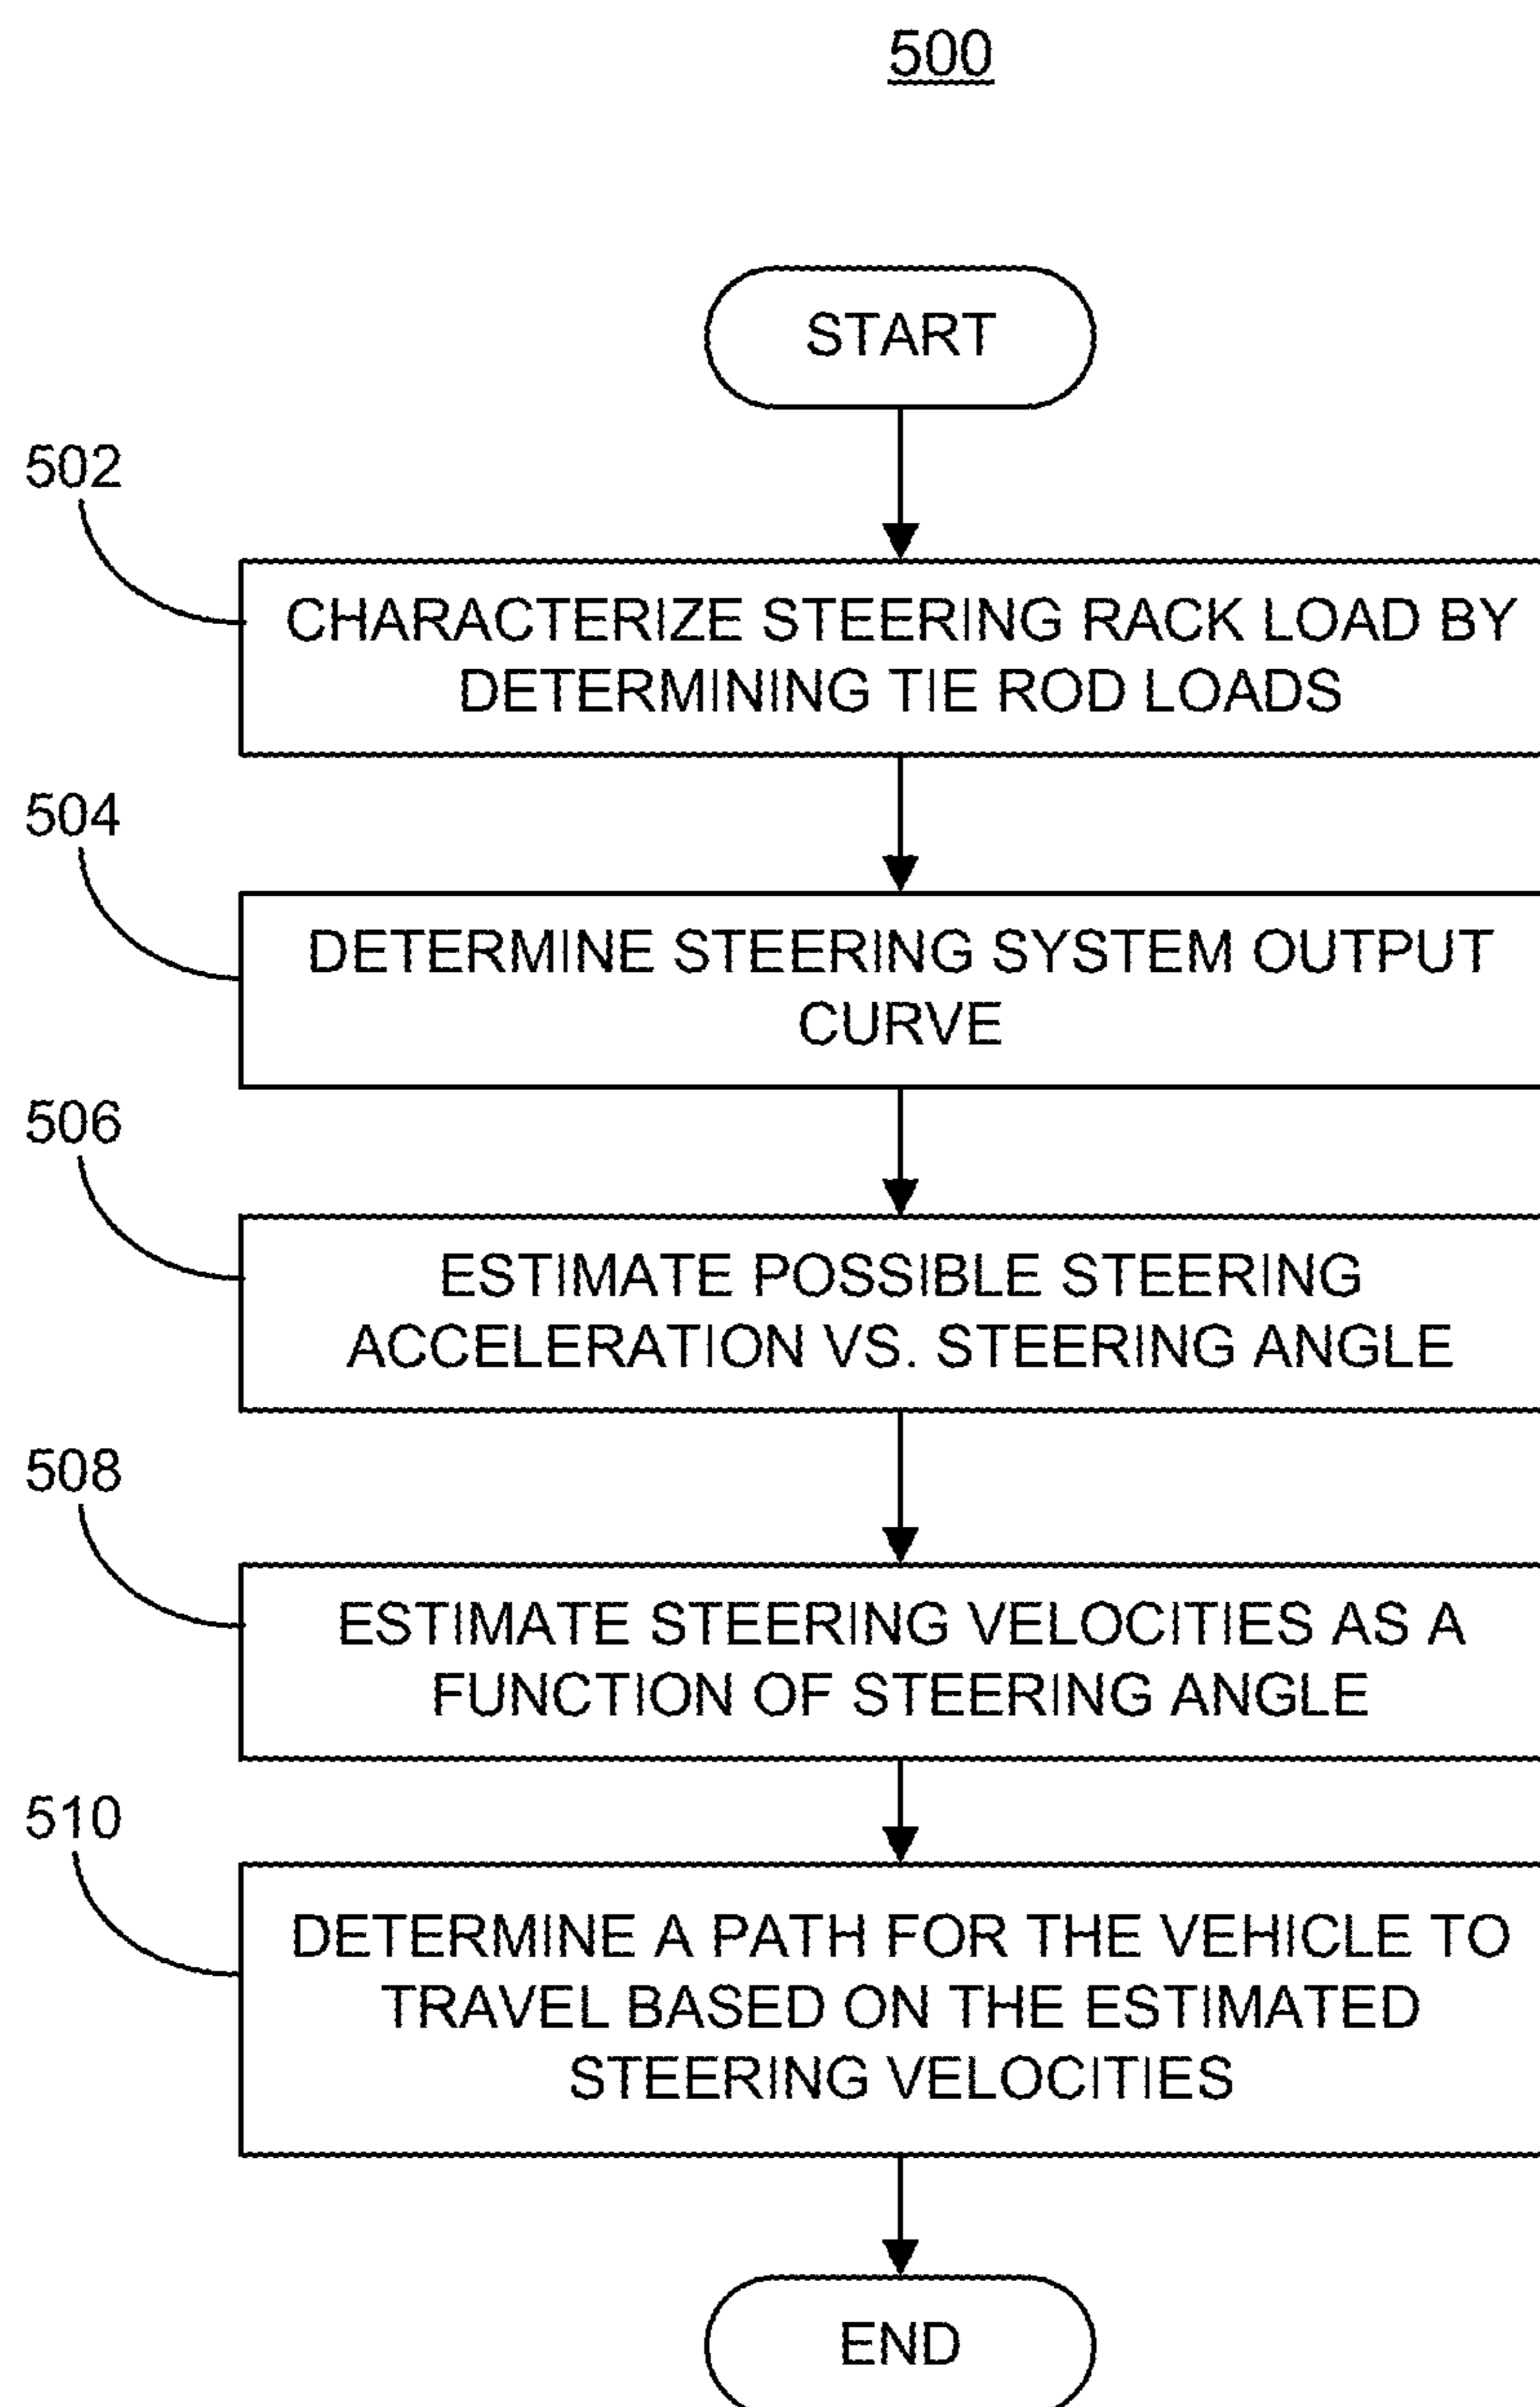 500
START
502
CHARACTERIZE STEERING RACK LOAD BY
DETERMINING TIE ROD LOADS
504
DETERMINE STEERING SYSTEM OUTPUT
CURVE
506
ESTIMATE POSSIBLE STEERING
ACCELERATION VS. STEERING ANGLE
508
ESTIMATE STEERING VELOCITIES AS A
FUNCTION OF STEERING ANGLE
510
DETERMINE A PATH FOR THE VEHICLE TO
TRAVEL BASED ON THE ESTIMATED
STEERING VELOCITIES
END